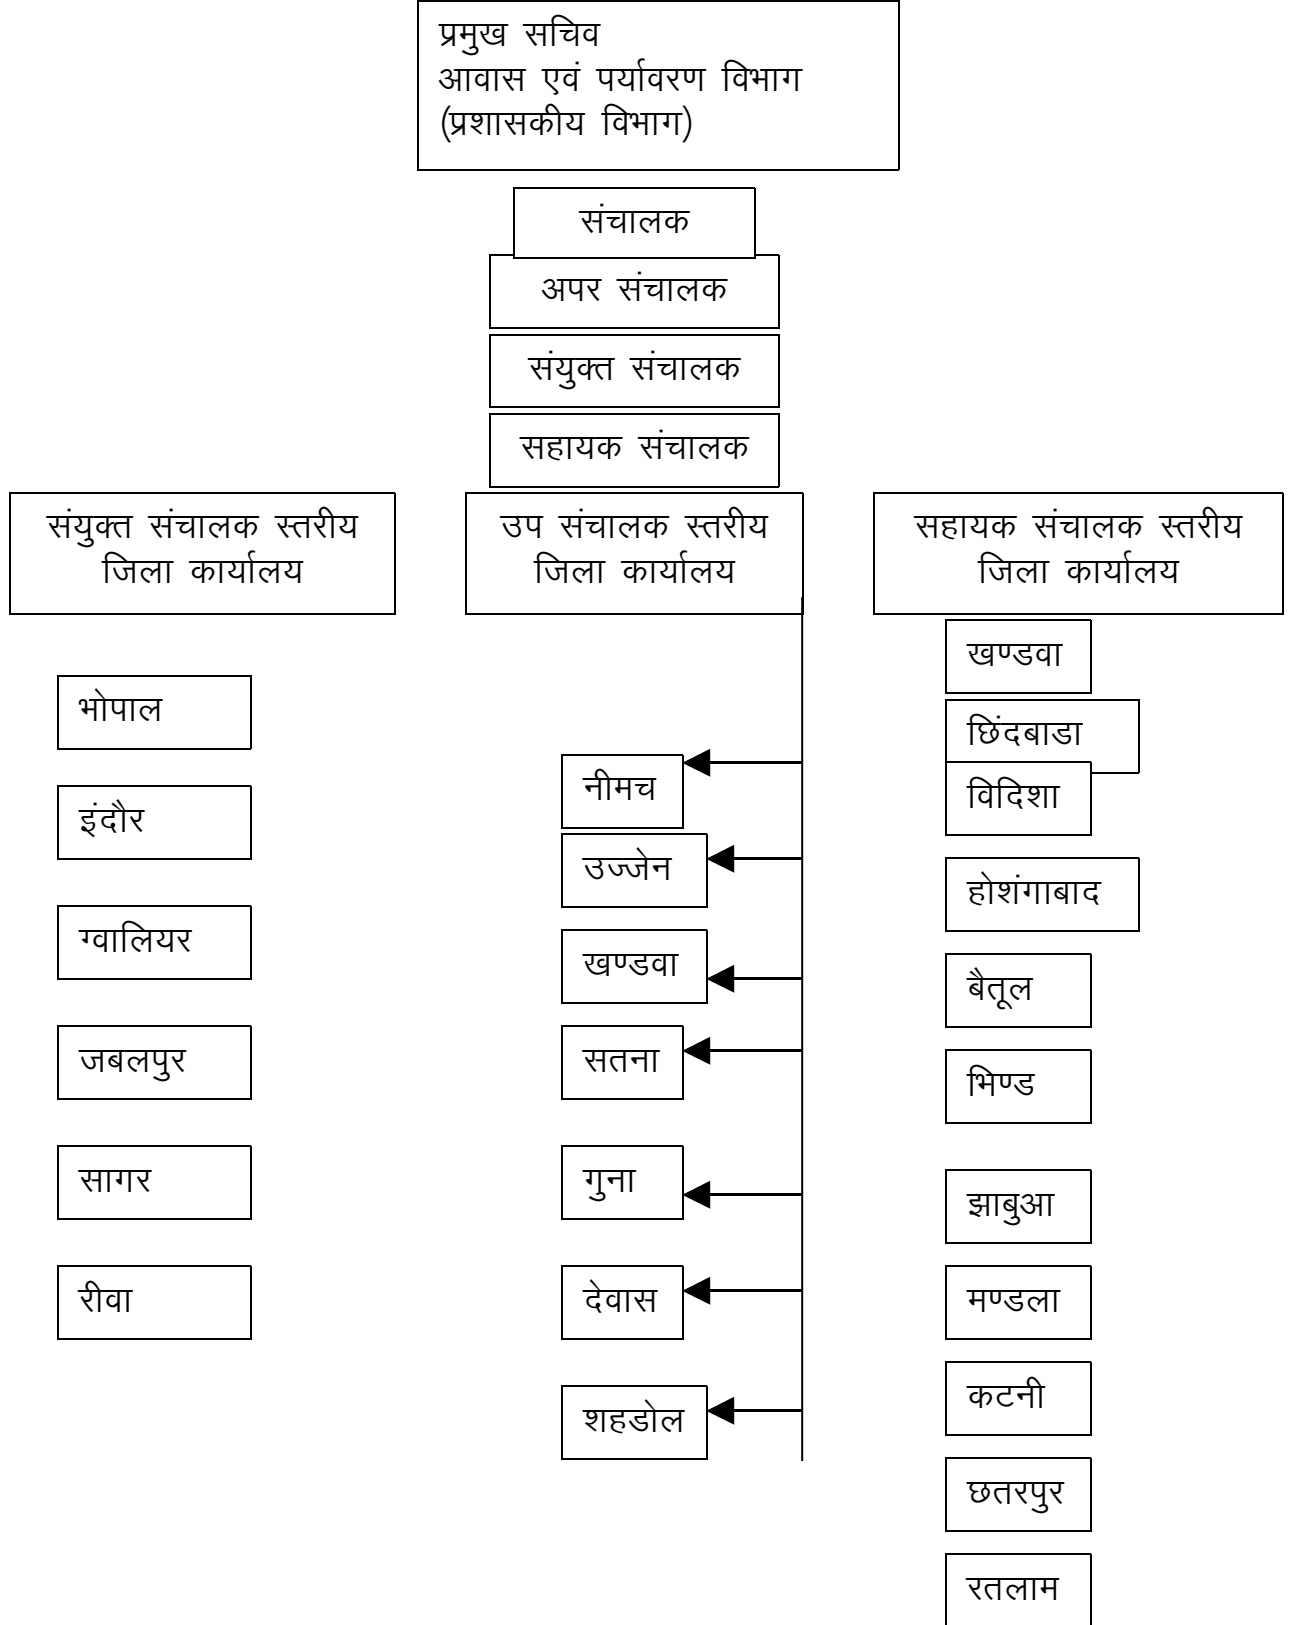 प्रमुख सचिव
आवास एवं पर्यावरण विभाग
(प्रशासकीय विभाग)
संचालक
अपर संचालक
संयुक्त संचालक
सहायक संचालक
संयुक्त संचालक स्तरीय
जिला कार्यालय
भोपाल
इंदौर
ग्वालियर
जबलपुर
सागर
रीवा
उप संचालक स्तरीय
जिला कार्यालय
नीमच
उज्जेन
खण्डवा
सतना
गुना
देवास
शहडोल
सहायक संचालक स्तरीय
जिला कार्यालय
खण्डवा
छिंदबाडा
विदिशा
होशंगाबाद
बैतूल
भिण्ड
झाबुआ
मण्डला
कटनी
छतरपुर
रतलाम